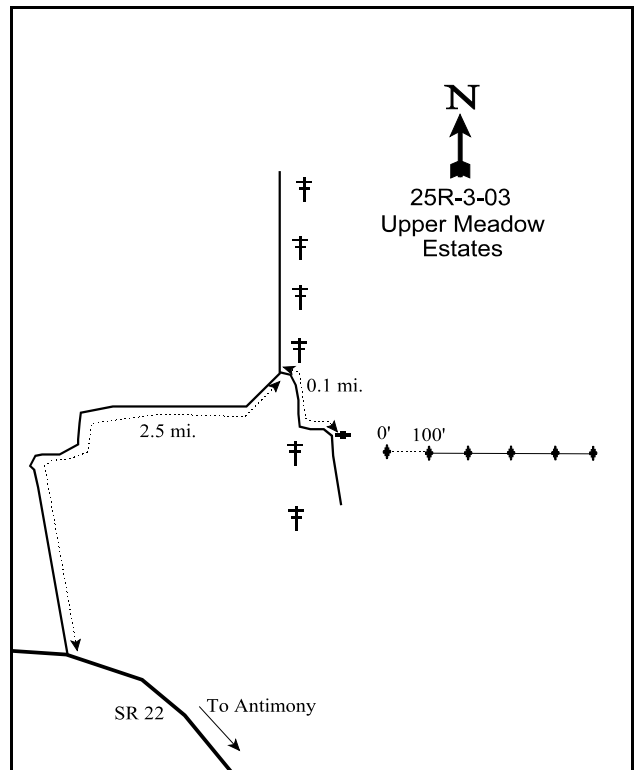 N
25R-3-03
Upper Meadow
Estates
0.1 mi.
2.5 mi.
0' 100'
SR 22
To Antimony